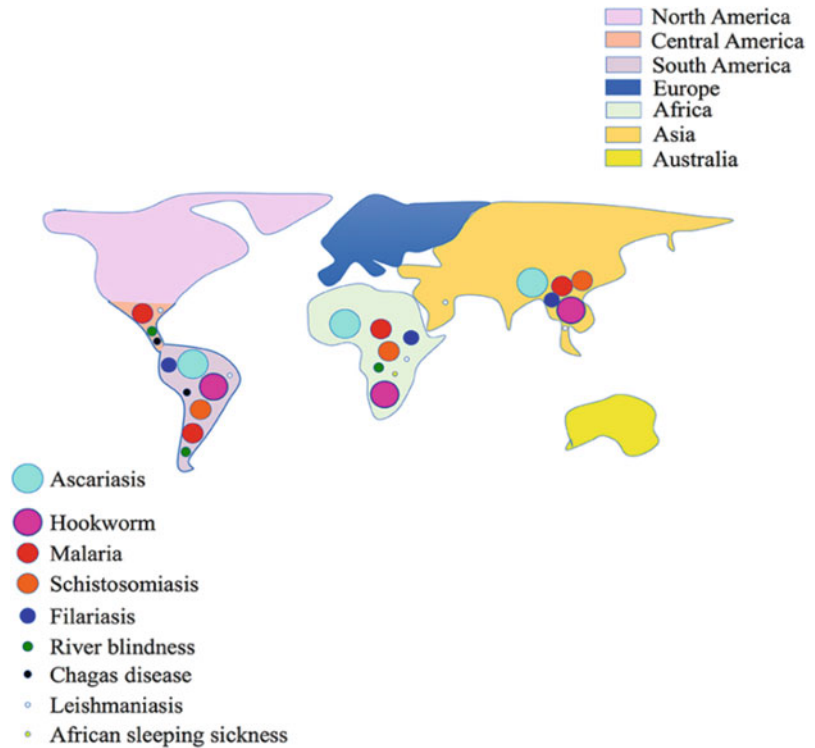 North America
Central America
South America
Europe
Africa
Asia
Australia
Ascariasis
Hookworm
Malaria
Schistosomiasis
Filariasis
River blindness
Chagas disease
Leishmaniasis
African sleeping sickness